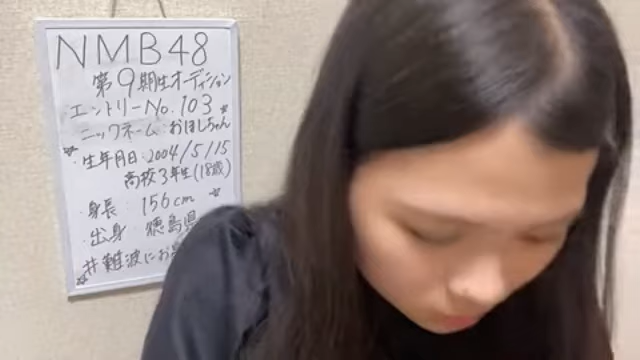 NMB48
第9期生オーディション
エントリーNo.103
ニックネーム:おほしちゃん
・生年月日:2004/5/15
高校3年生(18歳)
・身長:156cm
・出身:徳島県
#難波にお